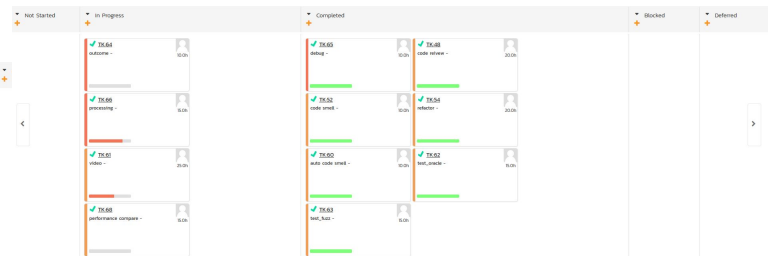 Not Started
In Progress
Completed
Blocked
Deferred
TK.64
outcome -
10.0h
TK.65
debug -
10.0h
TK.48
code reivew -
20.0h
TK.66
processing -
15.0h
TK.52
code smell -
10.0h
TK.54
refactor -
20.0h
TK.61
video -
35.0h
TK.60
auto code smell -
10.0h
TK.62
test_oracle -
15.0h
TK.68
performance compare -
15.0h
TK.63
test_fuzz -
15.0h